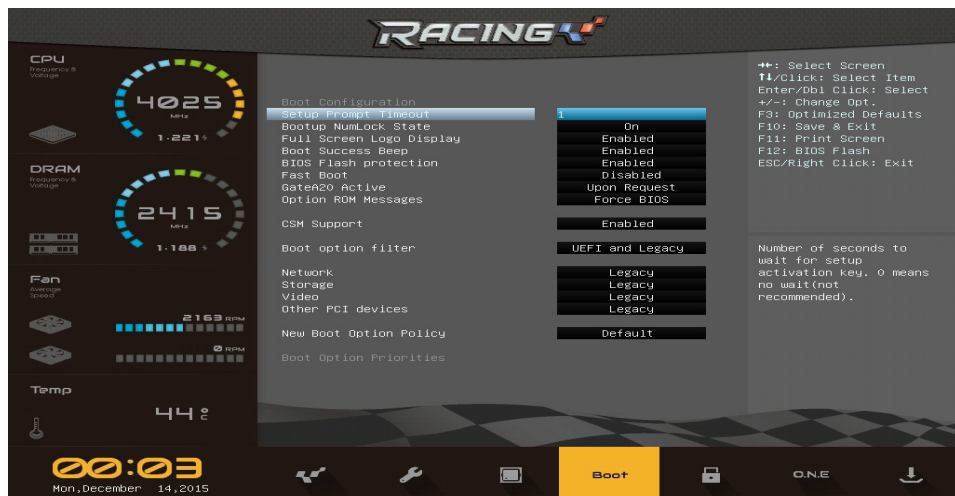 RACING
CPU
Frequency &
Voltage
4025
MHz
1.221
DRAM
Frequency &
Voltage
2415
MHz
1.188
Fan
Average
Speed
2163 RPM
0 RPM
Temp
44 °C
00:03
Mon,December 14,2015
Boot Configuration
Setup Prompt Timeout 1
Bootup NumLock State On
Full Screen Logo Display Enabled
Boot Success Beep Enabled
BIOS Flash protection Enabled
Fast Boot Disabled
GateA20 Active Upon Request
Option ROM Messages Force BIOS
CSM Support Enabled
Boot option filter UEFI and Legacy
Network Legacy
Storage Legacy
Video Legacy
Other PCI devices Legacy
New Boot Option Policy Default
Boot Option Priorities
→←: Select Screen
↑↓/Click: Select Item
Enter/Dbl Click: Select
+/-: Change Opt.
F3: Optimized Defaults
F10: Save & Exit
F11: Print Screen
F12: BIOS Flash
ESC/Right Click: Exit
Number of seconds to
wait for setup
activation key. 0 means
no wait(not
recommended).
Boot
O.N.E